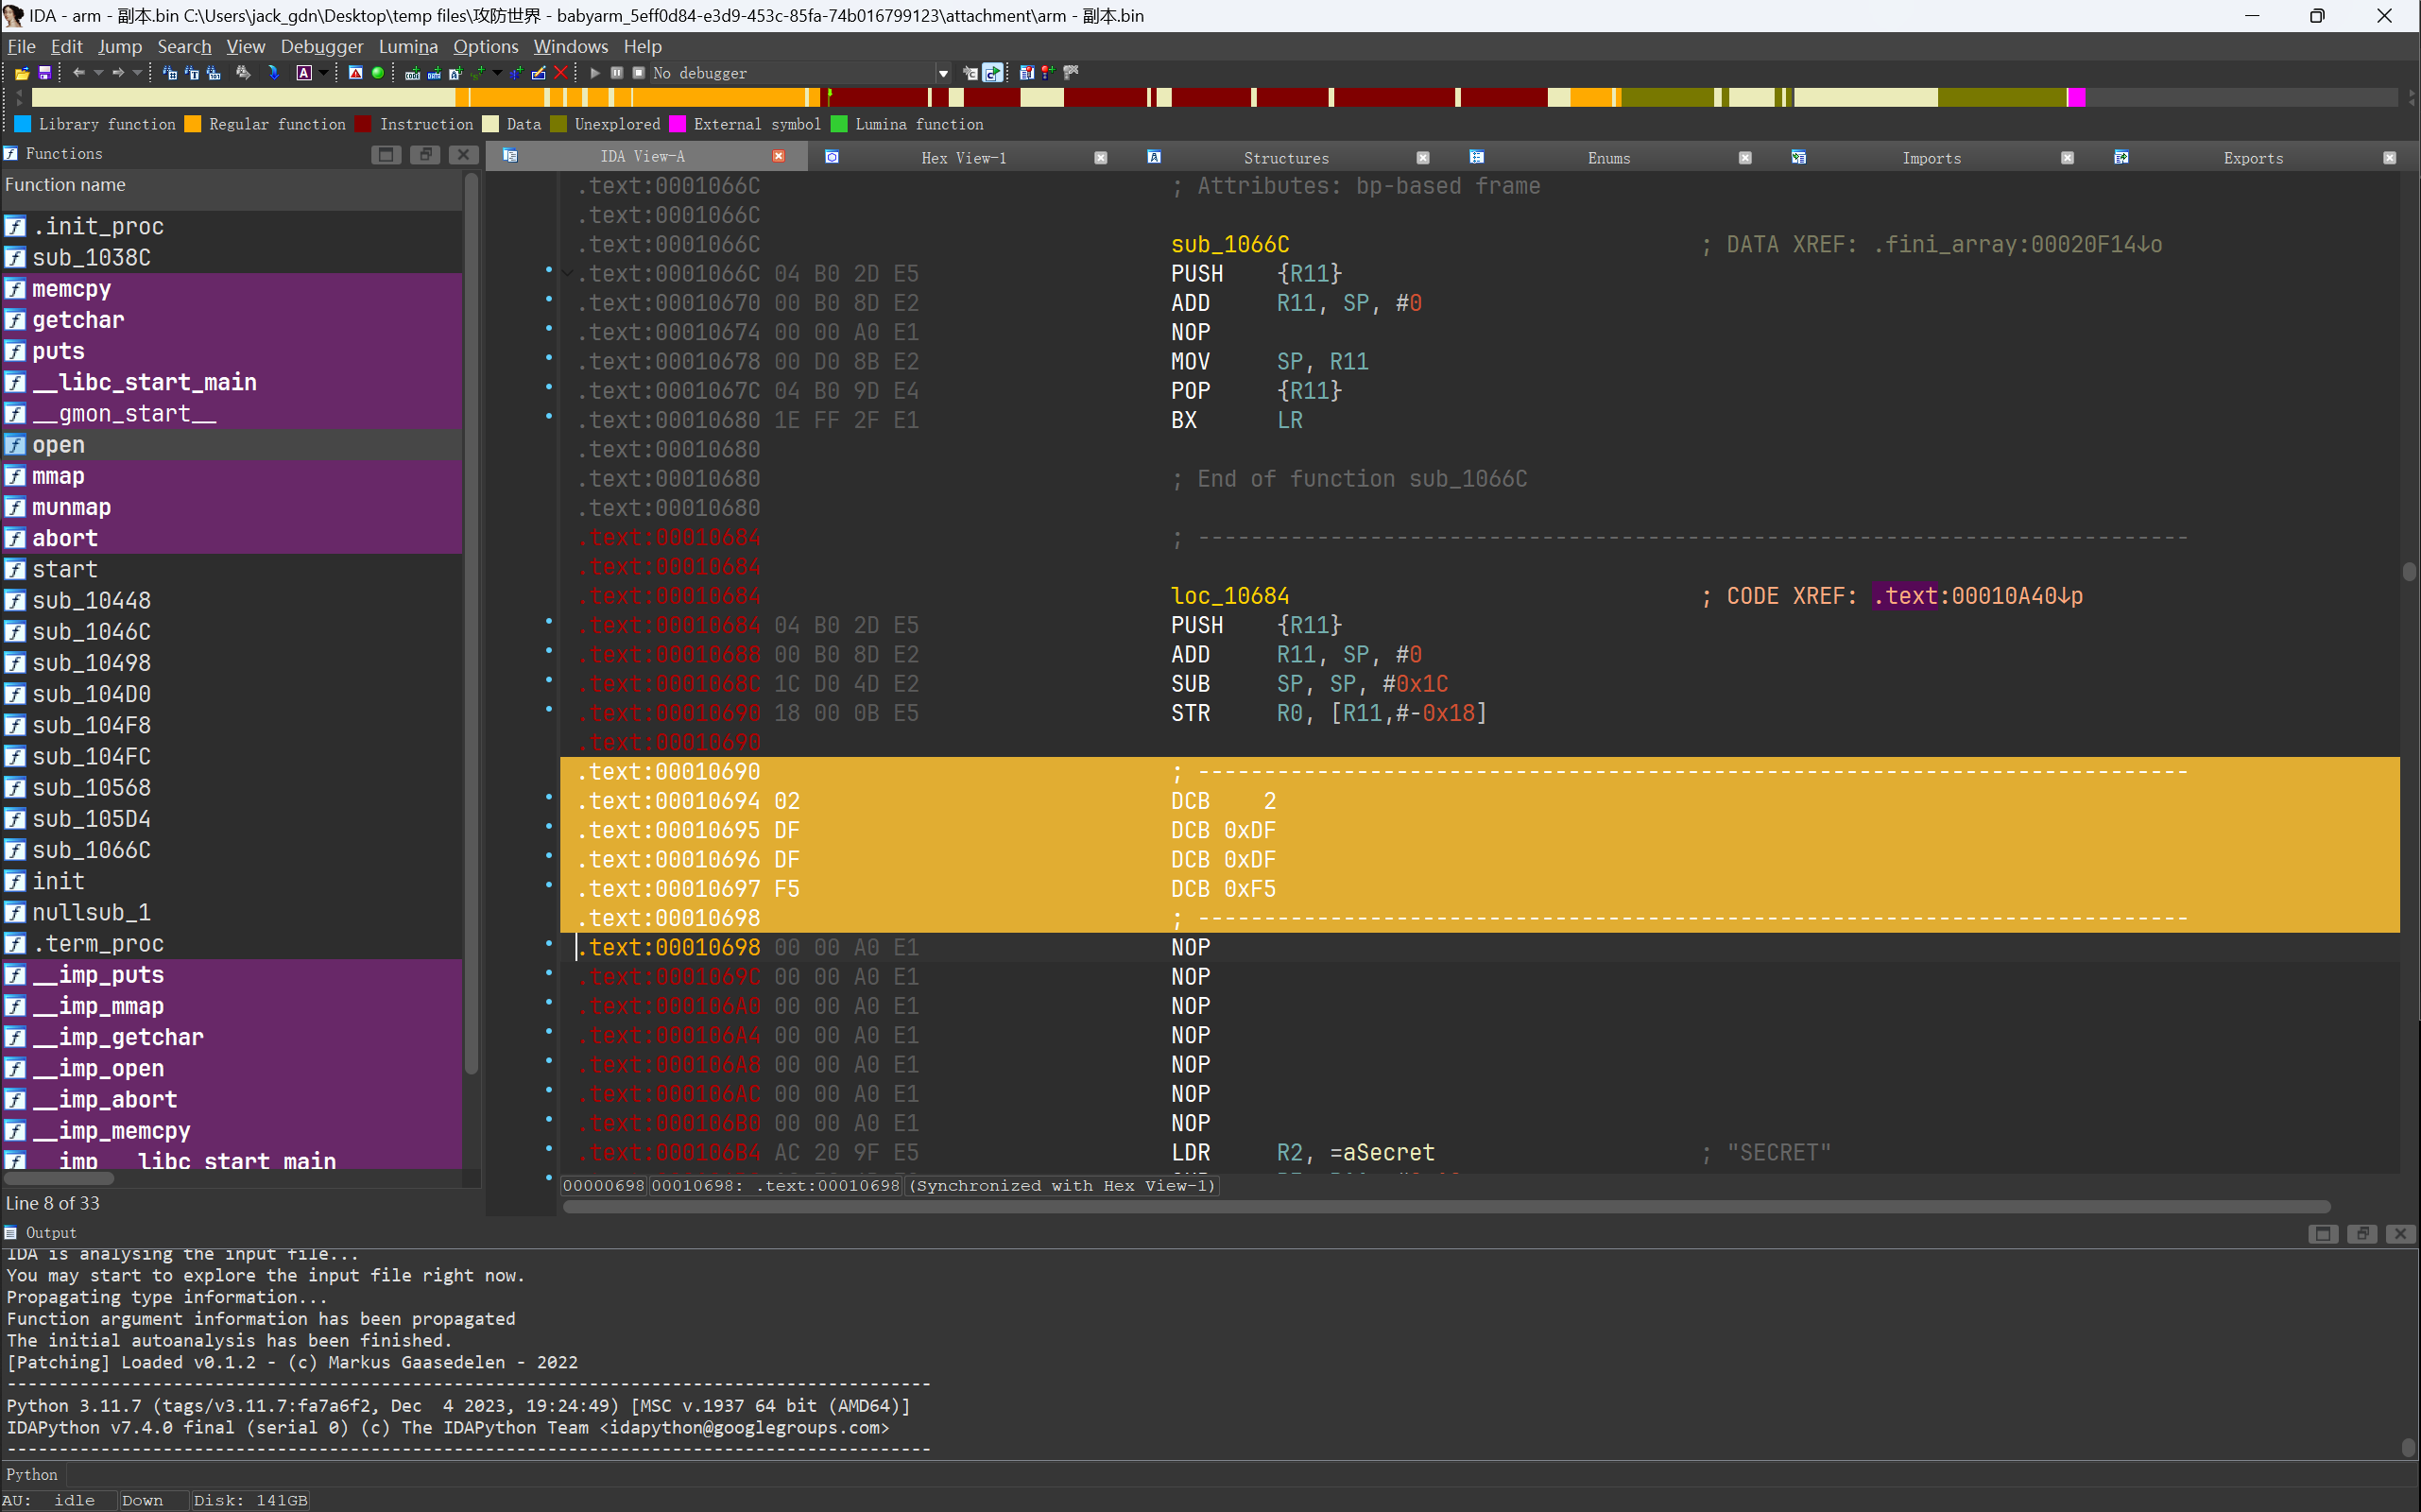 IDA - arm - 副本.bin C:\Users\jack_gdn\Desktop\temp files\攻防世界 - babyarm_5eff0d84-e3d9-453c-85fa-74b016799123\attachment\arm - 副本.bin
File Edit Jump Search View Debugger Lumina Options Windows Help
No debugger
Library function Regular function Instruction Data Unexplored External symbol Lumina function
Functions
Function name
.init_proc
sub_1038C
memcpy
getchar
puts
__libc_start_main
__gmon_start__
open
mmap
munmap
abort
start
sub_10448
sub_1046C
sub_10498
sub_104D0
sub_104F8
sub_104FC
sub_10568
sub_105D4
sub_1066C
init
nullsub_1
.term_proc
__imp_puts
__imp_mmap
__imp_getchar
__imp_open
__imp_abort
__imp_memcpy
__imp___libc_start_main
Line 8 of 33
IDA View-A Hex View-1 Structures Enums Imports Exports
.text:0001066C ; Attributes: bp-based frame
.text:0001066C
.text:0001066C sub_1066C ; DATA XREF: .fini_array:00020F14↓o
.text:0001066C 04 B0 2D E5 PUSH {R11}
.text:00010670 00 B0 8D E2 ADD R11, SP, #0
.text:00010674 00 00 A0 E1 NOP
.text:00010678 00 D0 8B E2 MOV SP, R11
.text:0001067C 04 B0 9D E4 POP {R11}
.text:00010680 1E FF 2F E1 BX LR
.text:00010680
.text:00010680 ; End of function sub_1066C
.text:00010680
.text:00010684 ; ---------------------------------------------------------------------------
.text:00010684
.text:00010684 loc_10684 ; CODE XREF: .text:00010A40↓p
.text:00010684 04 B0 2D E5 PUSH {R11}
.text:00010688 00 B0 8D E2 ADD R11, SP, #0
.text:0001068C 1C D0 4D E2 SUB SP, SP, #0x1C
.text:00010690 18 00 0B E5 STR R0, [R11,#-0x18]
.text:00010690
.text:00010690 ; ---------------------------------------------------------------------------
.text:00010694 02 DCB 2
.text:00010695 DF DCB 0xDF
.text:00010696 DF DCB 0xDF
.text:00010697 F5 DCB 0xF5
.text:00010698 ; ---------------------------------------------------------------------------
.text:00010698 00 00 A0 E1 NOP
.text:0001069C 00 00 A0 E1 NOP
.text:000106A0 00 00 A0 E1 NOP
.text:000106A4 00 00 A0 E1 NOP
.text:000106A8 00 00 A0 E1 NOP
.text:000106AC 00 00 A0 E1 NOP
.text:000106B0 00 00 A0 E1 NOP
.text:000106B4 AC 20 9F E5 LDR R2, =aSecret ; "SECRET"
00000698 00010698: .text:00010698 (Synchronized with Hex View-1)
Output
IDA is analysing the input file...
You may start to explore the input file right now.
Propagating type information...
Function argument information has been propagated
The initial autoanalysis has been finished.
[Patching] Loaded v0.1.2 - (c) Markus Gaasedelen - 2022
Python 3.11.7 (tags/v3.11.7:fa7a6f2, Dec  4 2023, 19:24:49) [MSC v.1937 64 bit (AMD64)]
IDAPython v7.4.0 final (serial 0) (c) The IDAPython Team <idapython@googlegroups.com>
Python
AU: idle Down Disk: 141GB